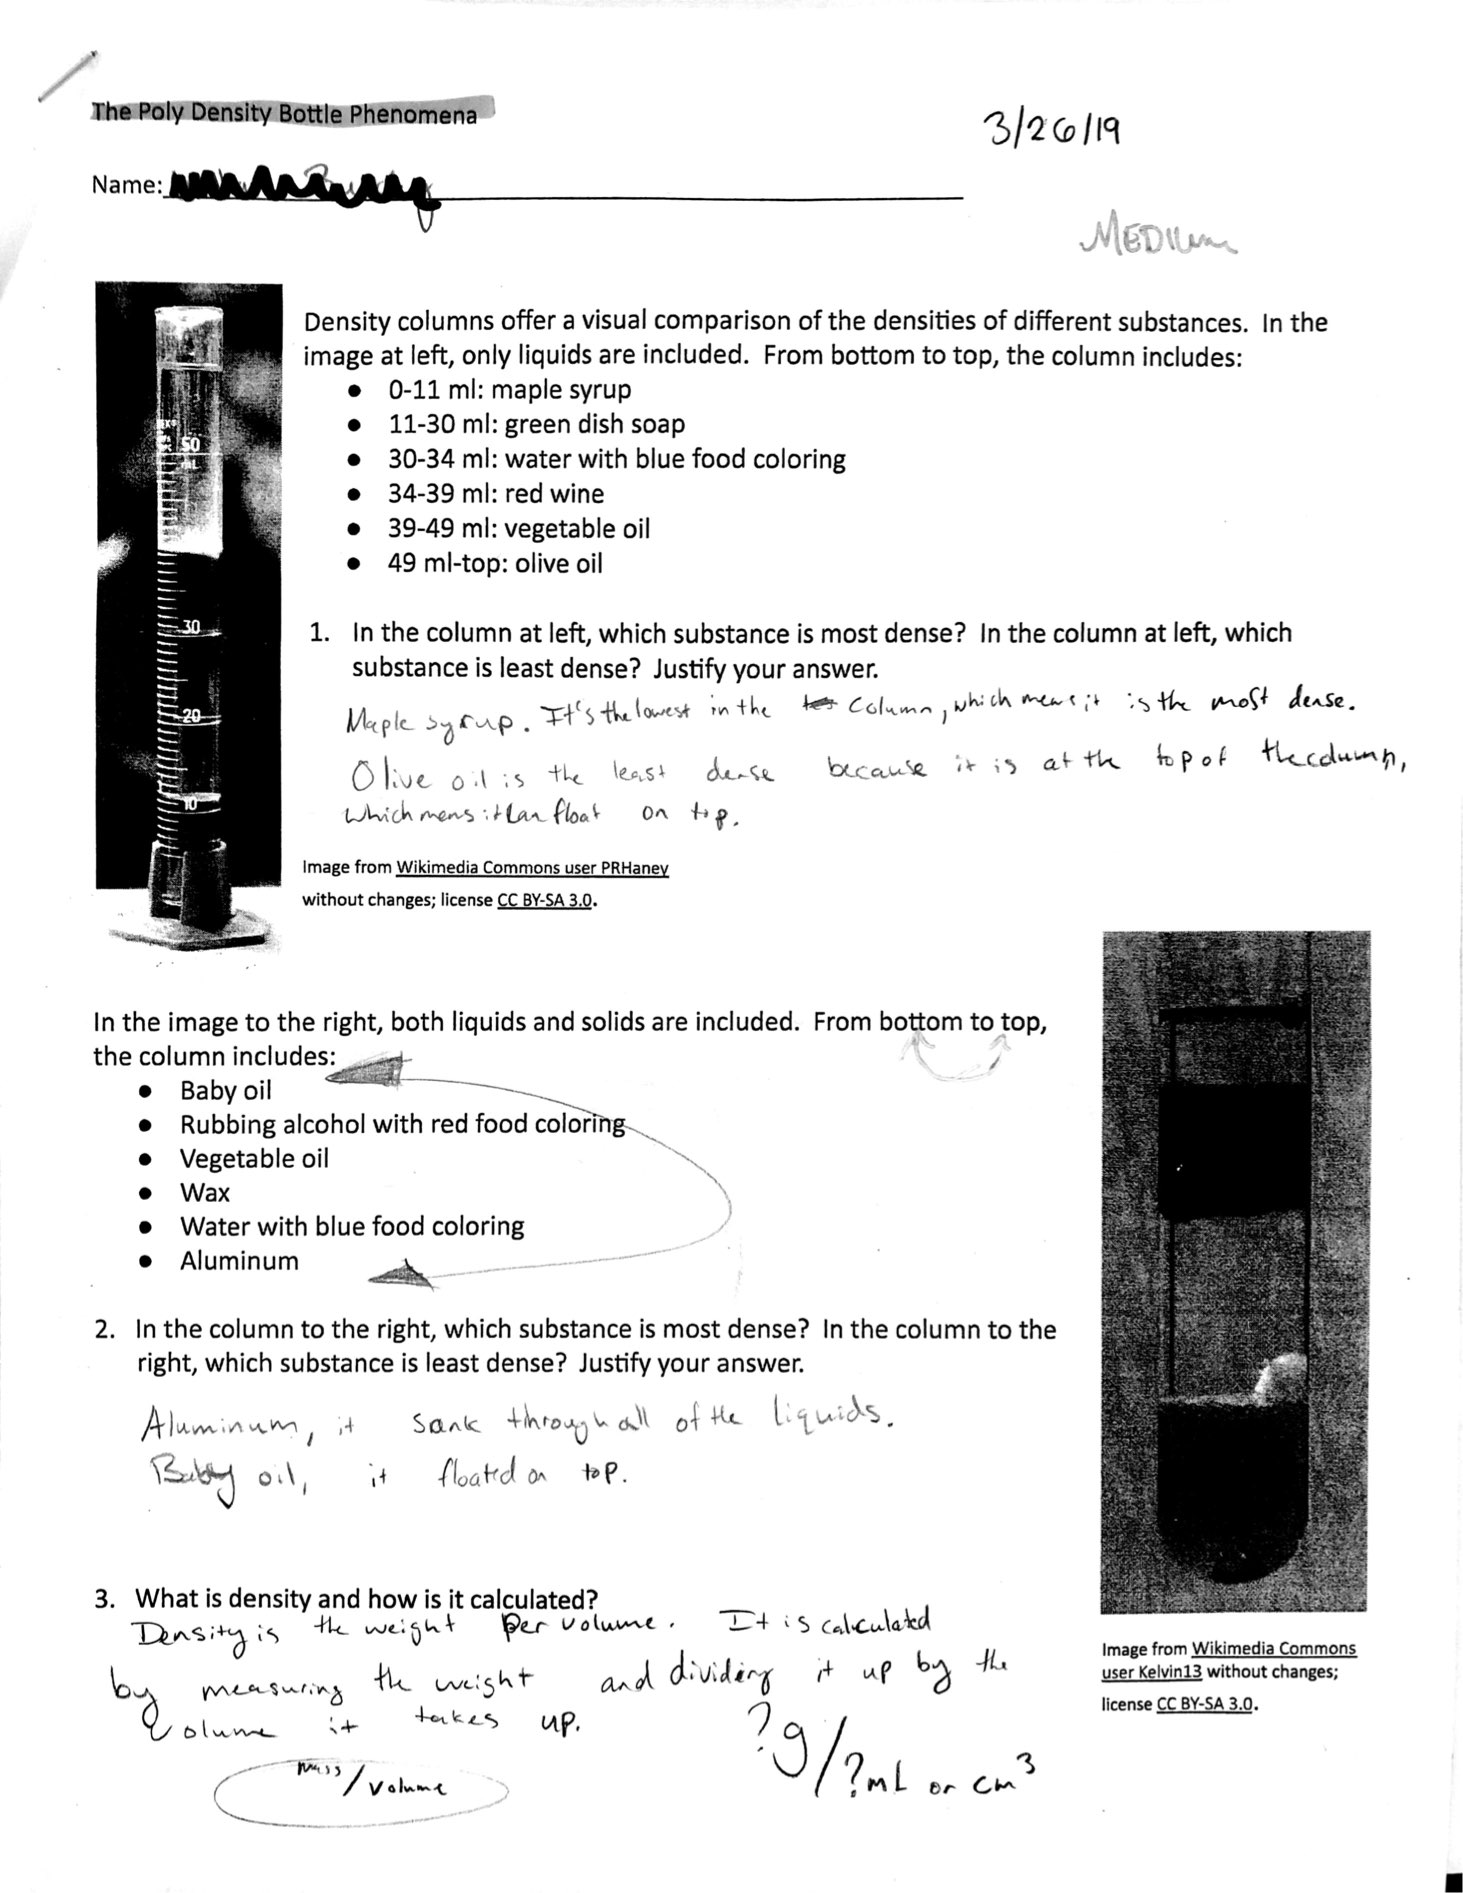 The Poly Density Bottle Phenomena
3/26/19
Name:
MEDIum
Density columns offer a visual comparison of the densities of different substances. In the
image at left, only liquids are included. From bottom to top, the column includes:
● 0-11 ml: maple syrup
● 11-30 ml: green dish soap
● 30-34 ml: water with blue food coloring
● 34-39 ml: red wine
● 39-49 ml: vegetable oil
● 49 ml-top: olive oil
50
mL
30
20
10
1. In the column at left, which substance is most dense? In the column at left, which
substance is least dense? Justify your answer.
Maple syrup. It's the lowest in the column, which mens it is the most dense.
Olive oil is the least dense because it is at the top of the column,
which mens it can float on top.
Image from Wikimedia Commons user PRHaney
without changes; license CC BY-SA 3.0.
In the image to the right, both liquids and solids are included. From bottom to top,
the column includes:
● Baby oil
● Rubbing alcohol with red food coloring
● Vegetable oil
● Wax
● Water with blue food coloring
● Aluminum
2. In the column to the right, which substance is most dense? In the column to the
right, which substance is least dense? Justify your answer.
Aluminum, it sank through all of the liquids.
Baby oil, it floated on top.
3. What is density and how is it calculated?
Density is the weight per volume. It is calculated
by measuring the weight and dividing it up by the
volume it takes up.
mass/volume
?g/?mL or cm³
Image from Wikimedia Commons
user Kelvin13 without changes;
license CC BY-SA 3.0.